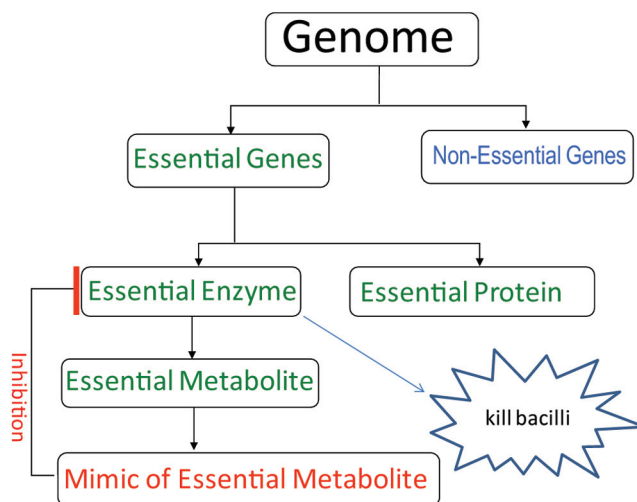 Genome
Essential Genes
Non-Essential Genes
Essential Enzyme
Essential Protein
Inhibition
Essential Metabolite
kill bacilli
Mimic of Essential Metabolite